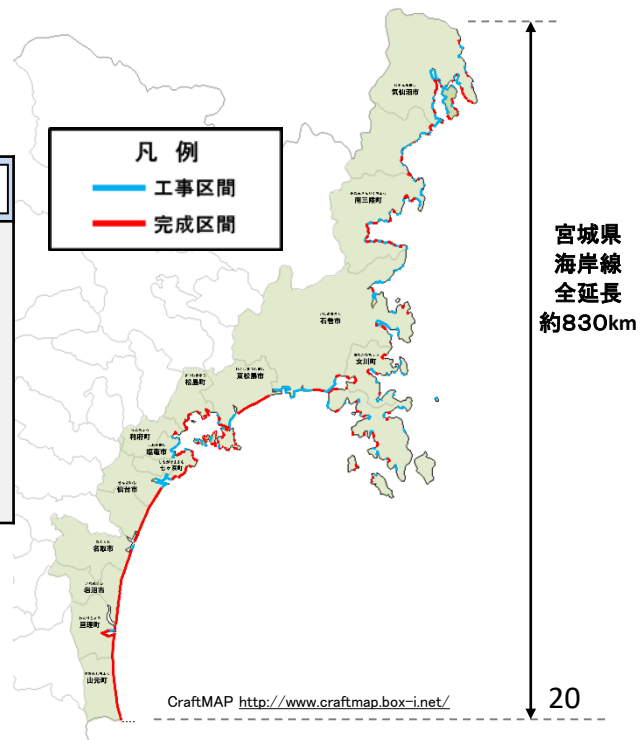 凡 例
工事区間
完成区間
気仙沼市
南三陸町
石巻市
女川町
東松島市
松島町
利府町
塩竈市
七ヶ浜町
仙台市
名取市
岩沼市
亘理町
山元町
宮城県
海岸線
全延長
約830km
CraftMAP http://www.craftmap.box-i.net/
20